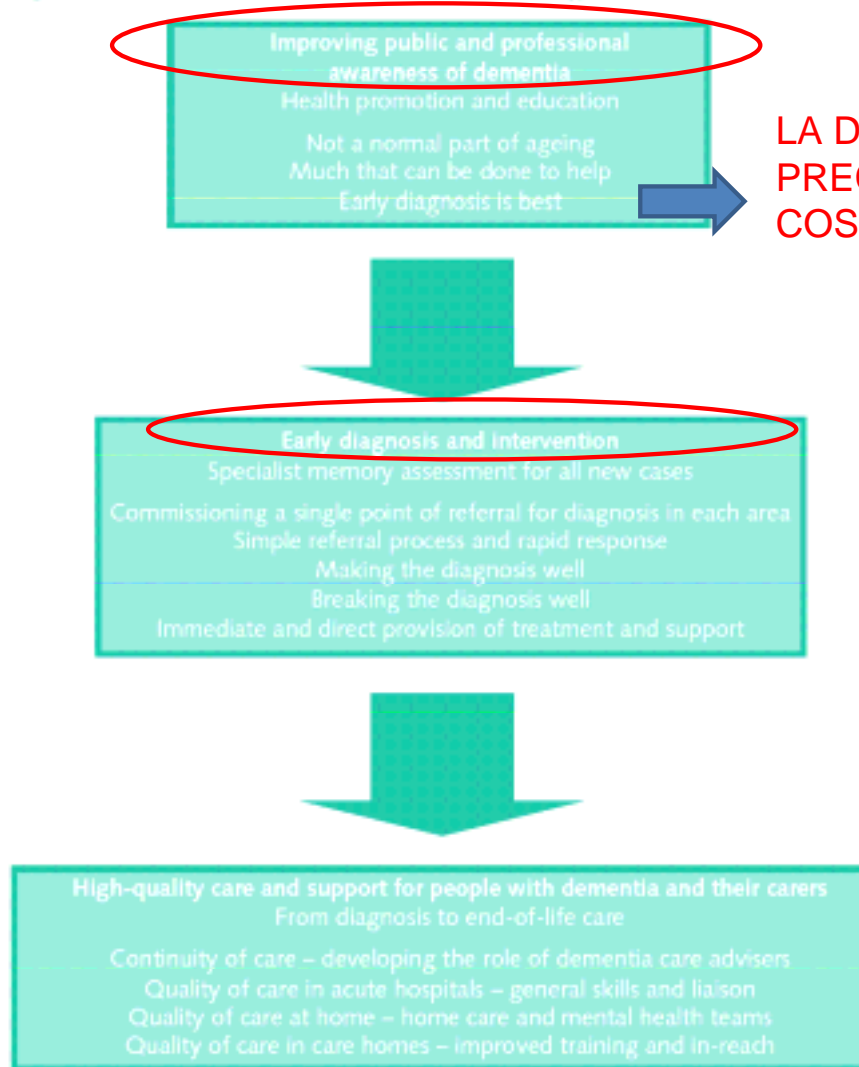 Improving public and professional
awareness of dementia
Health promotion and education
Not a normal part of ageing
Much that can be done to help
Early diagnosis is best
LA D
PREC
COS
Early diagnosis and intervention
Specialist memory assessment for all new cases
Commissioning a single point of referral for diagnosis in each area
Simple referral process and rapid response
Making the diagnosis well
Breaking the diagnosis well
Immediate and direct provision of treatment and support
High-quality care and support for people with dementia and their carers
From diagnosis to end-of-life care
Continuity of care – developing the role of dementia care advisers
Quality of care in acute hospitals – general skills and liaison
Quality of care at home – home care and mental health teams
Quality of care in care homes – improved training and in-reach